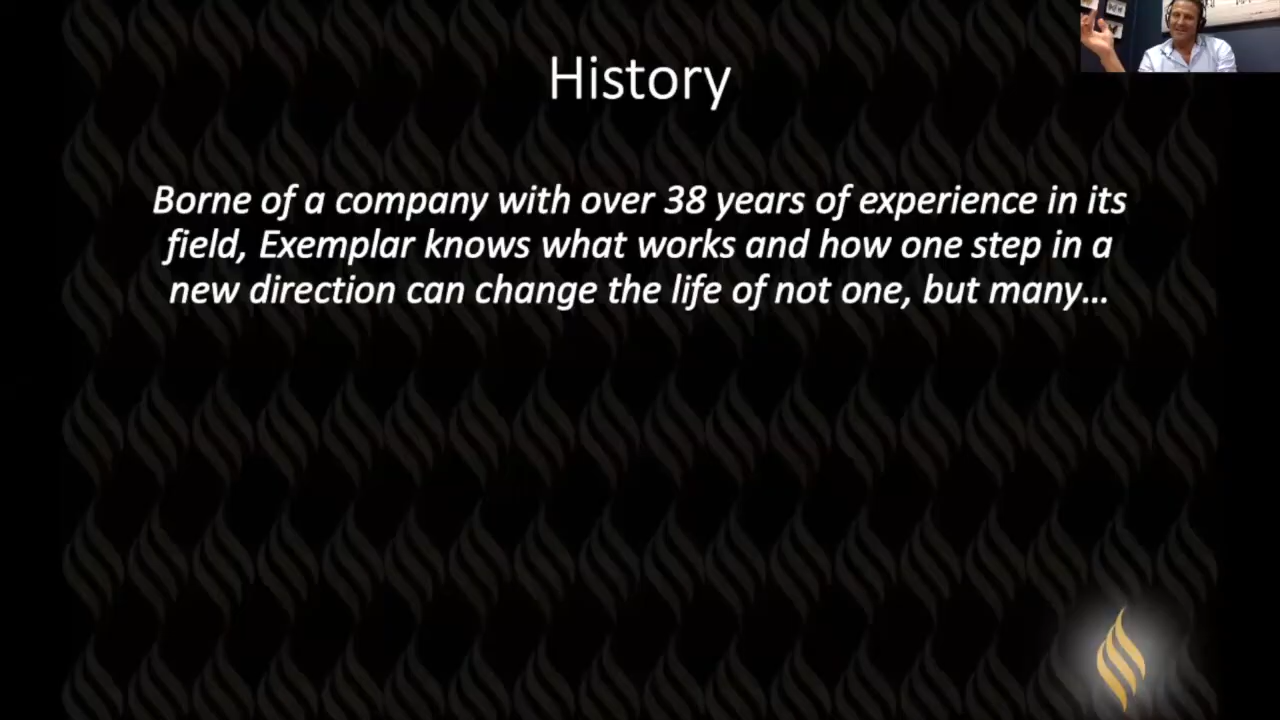 History
Borne of a company with over 38 years of experience in its
field, Exemplar knows what works and how one step in a
new direction can change the life of not one, but many...